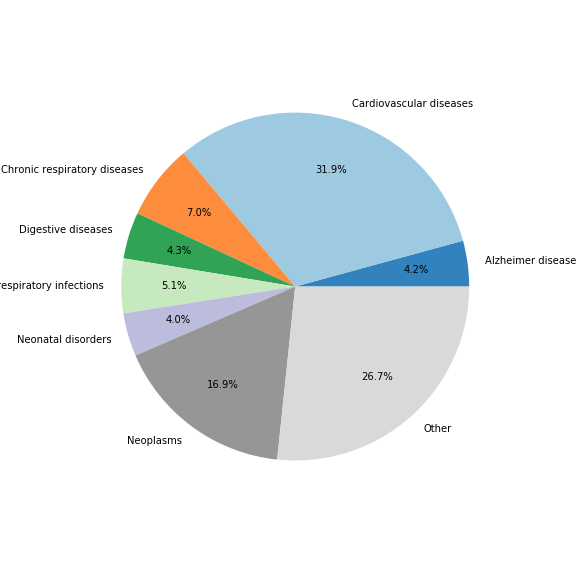 Cardiovascular diseases
31.9%
Chronic respiratory diseases
7.0%
Digestive diseases
4.3%
Alzheimer disease
4.2%
respiratory infections
5.1%
Neonatal disorders
4.0%
Neoplasms
16.9%
26.7%
Other